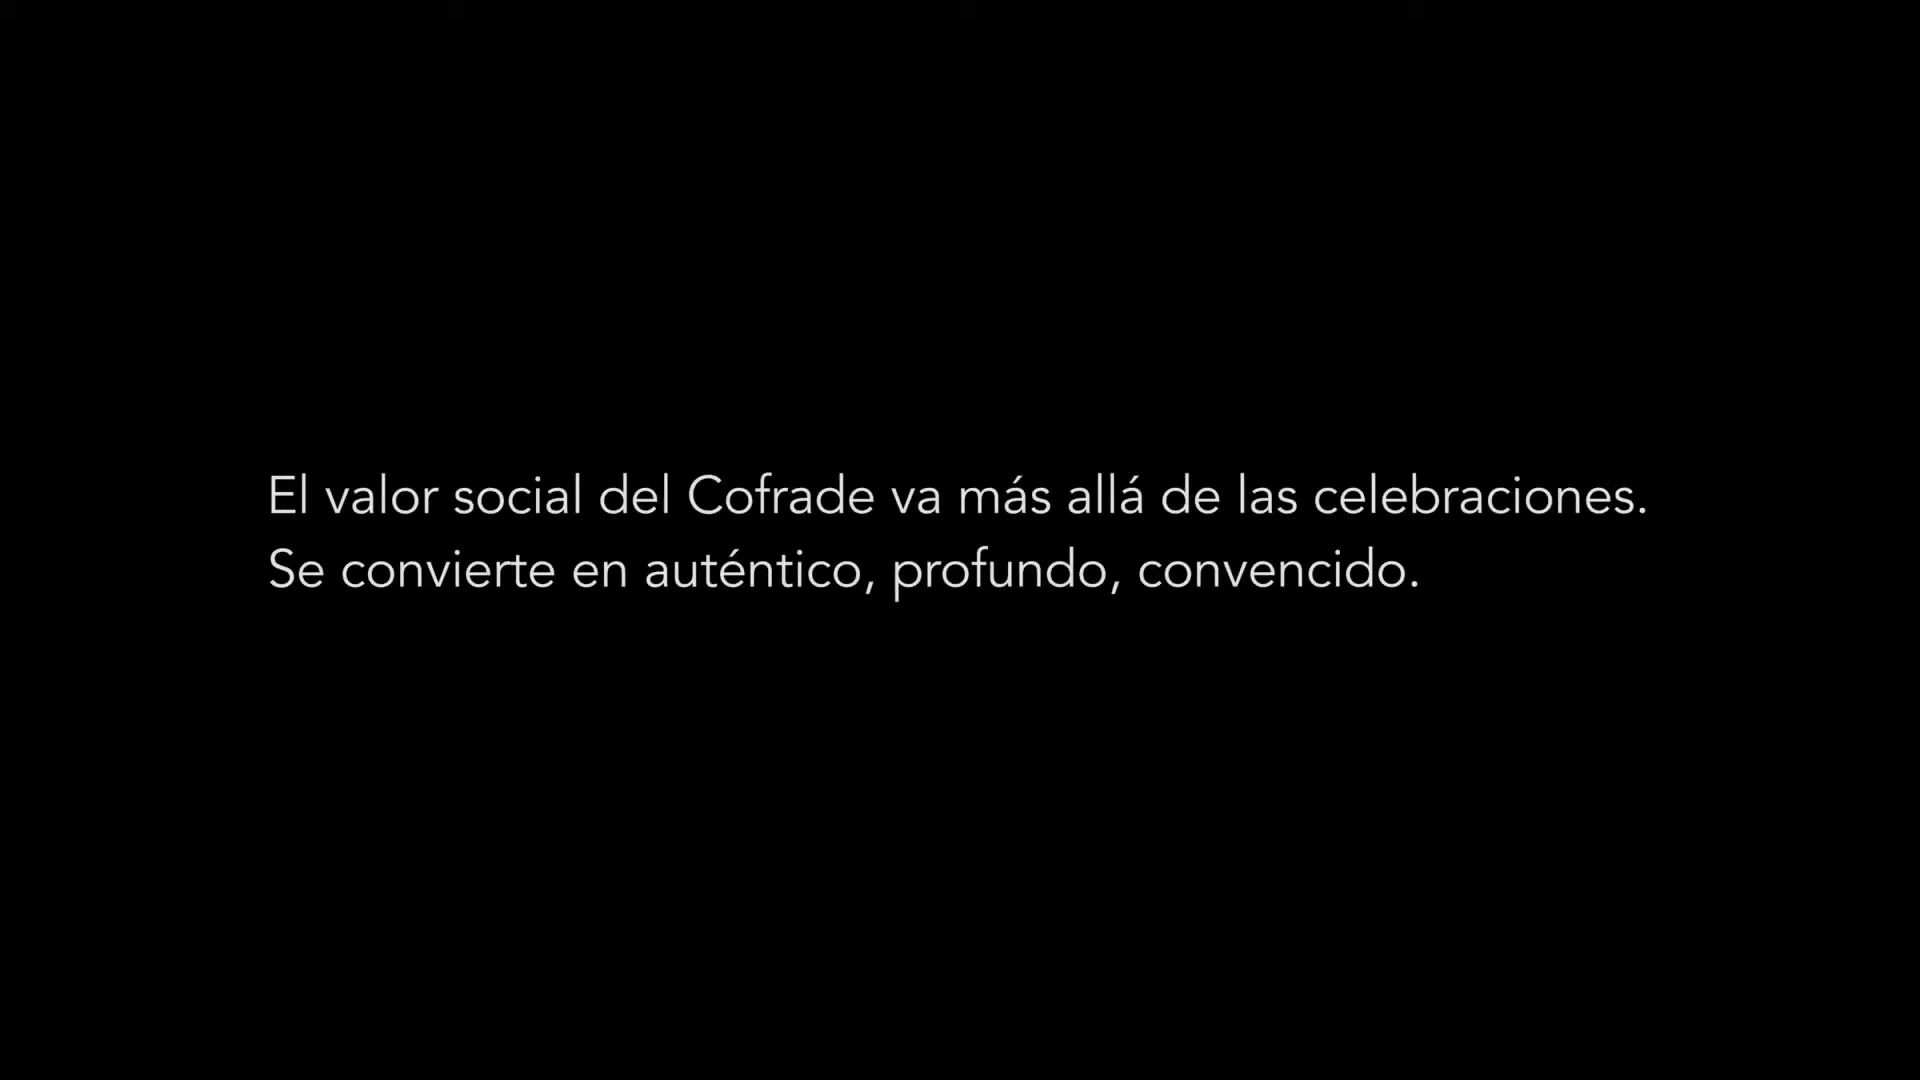 El valor social del Cofrade va más allá de las celebraciones.
Se convierte en auténtico, profundo, convencido.